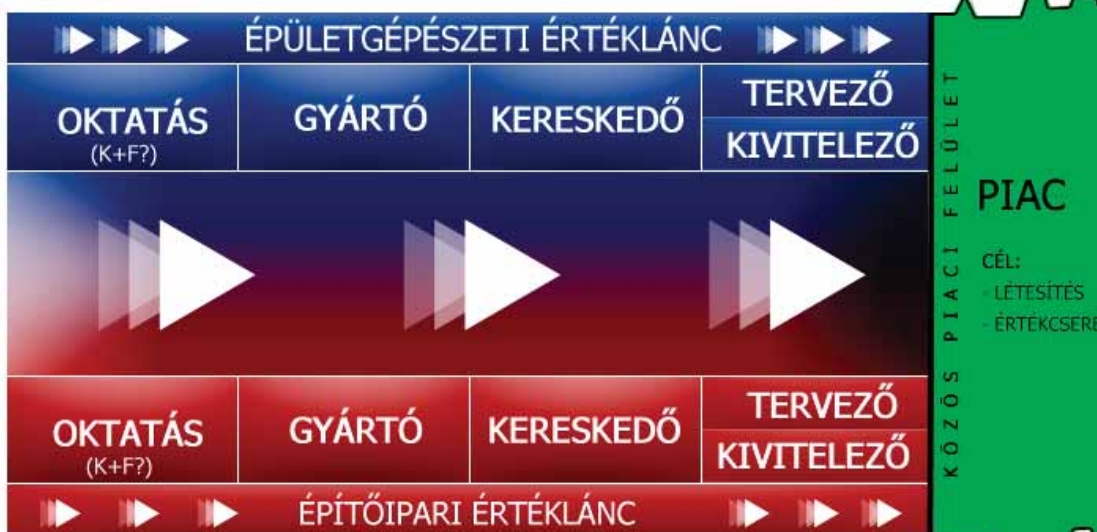 ÉPÜLETGÉPÉSZETI ÉRTÉKLÁNC
OKTATÁS
(K+F?)
GYÁRTÓ
KERESKEDŐ
TERVEZŐ
KIVITELEZŐ
OKTATÁS
(K+F?)
GYÁRTÓ
KERESKEDŐ
TERVEZŐ
KIVITELEZŐ
ÉPÍTŐIPARI ÉRTÉKLÁNC
KÖZÖS PIACI FELÜLET
PIAC
CÉL:
- LÉTESÍTÉS
- ÉRTÉKCSERE